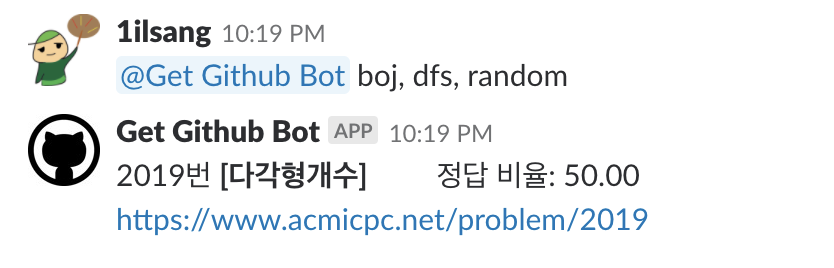 1ilsang 10:19 PM
@Get Github Bot boj, dfs, random
Get Github Bot APP 10:19 PM
2019번 [다각형개수] 정답 비율: 50.00
https://www.acmicpc.net/problem/2019